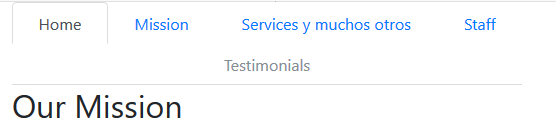 Home Mission Services y muchos otros Staff
Testimonials
Our Mission